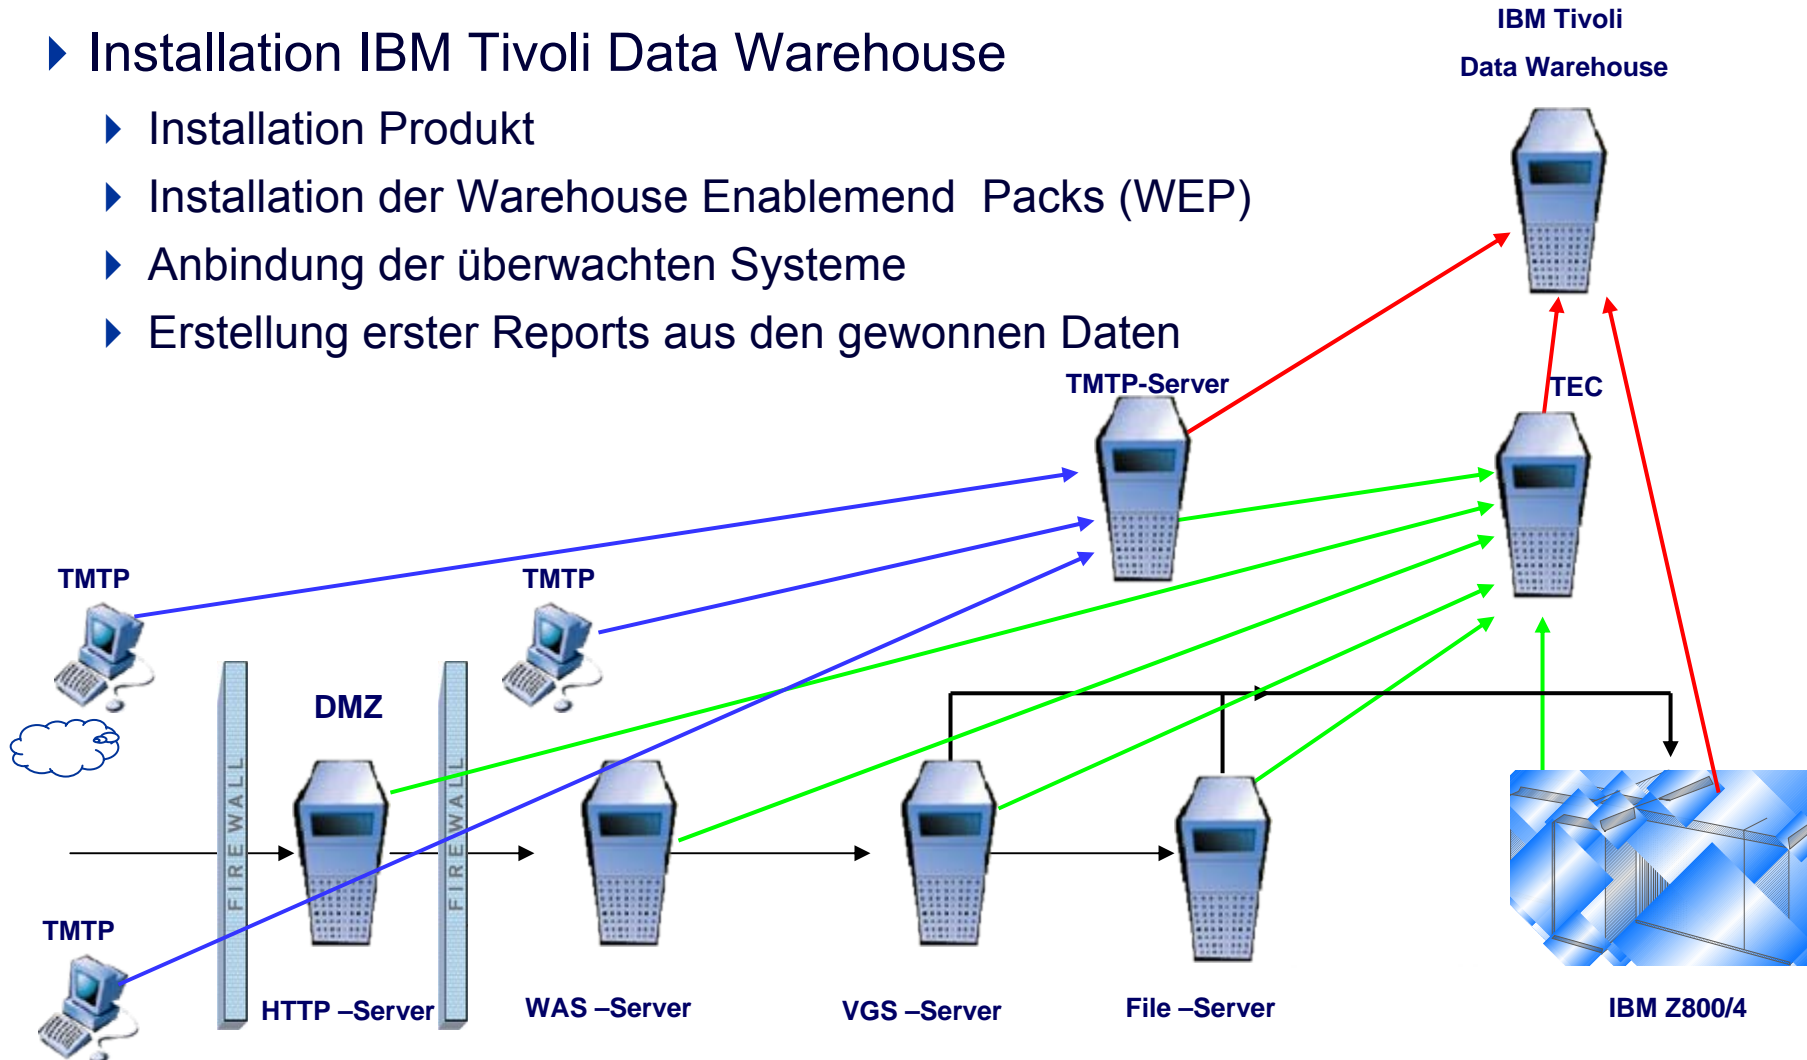 IBM Tivoli
Data Warehouse
Installation IBM Tivoli Data Warehouse
Installation Produkt
Installation der Warehouse Enablemend Packs (WEP)
Anbindung der überwachten Systeme
Erstellung erster Reports aus den gewonnen Daten
TMTP-Server
TEC
TMTP
TMTP
DMZ
FIREWALL
FIREWALL
TMTP
HTTP –Server
WAS –Server
VGS –Server
File –Server
IBM Z800/4